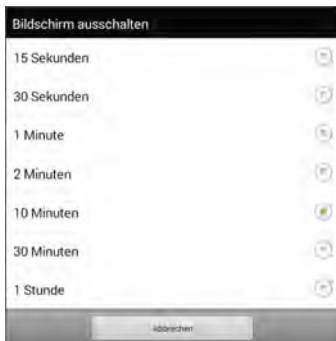 Bildschirm ausschalten
15 Sekunden
30 Sekunden
1 Minute
2 Minuten
10 Minuten
30 Minuten
1 Stunde
Abbrechen